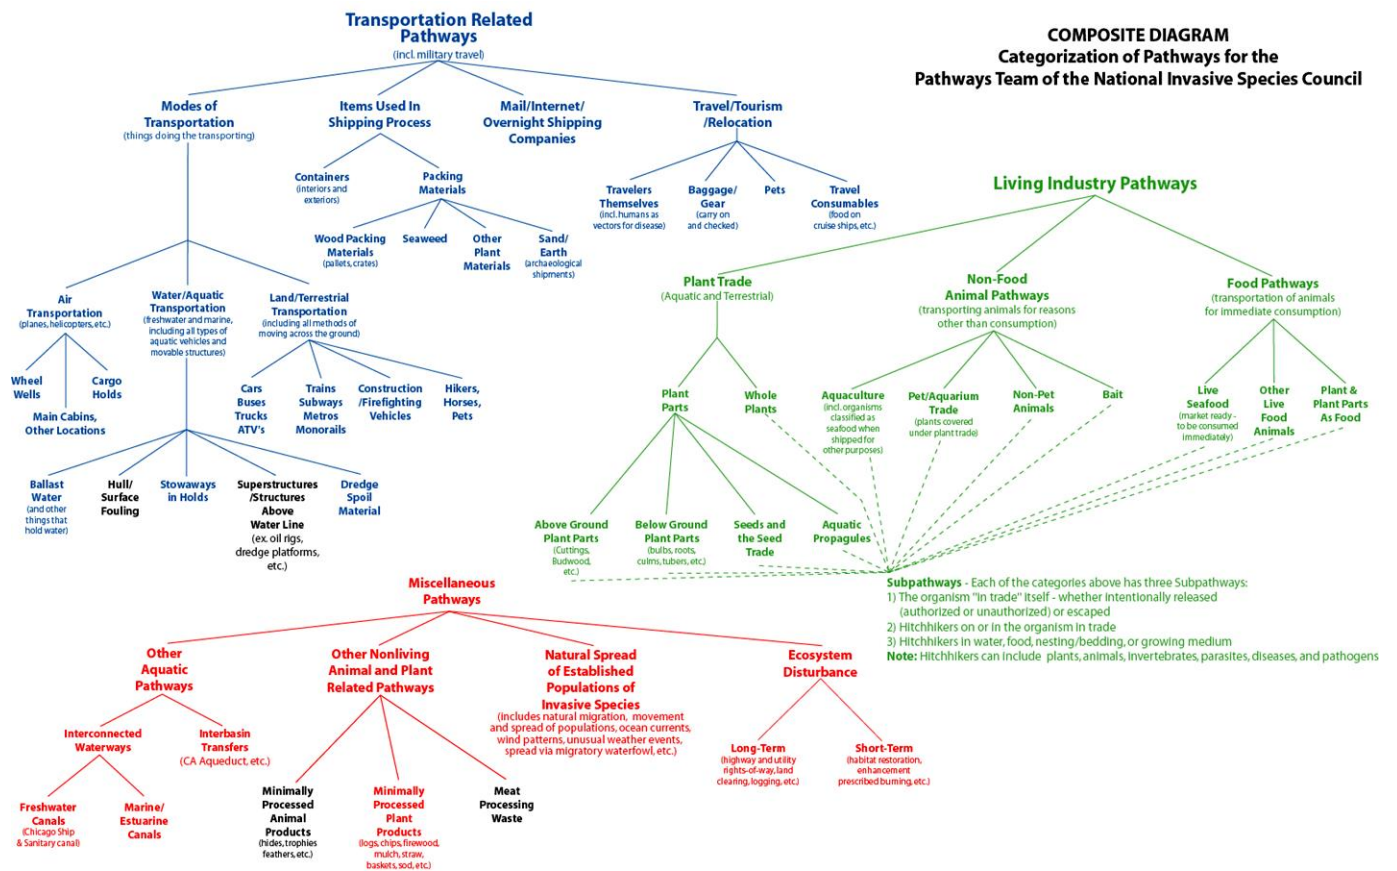 Transportation Related
Pathways
(incl. military travel)
COMPOSITE DIAGRAM
Categorization of Pathways for the
Pathways Team of the National Invasive Species Council
Modes of
Transportation
(things doing the transporting)
Items Used In
Shipping Process
Mail/Internet/
Overnight Shipping
Companies
Travel/Tourism
/Relocation
Containers
(interiors and
exteriors)
Packing
Materials
Travelers
Themselves
(incl. humans as
vectors for disease)
Baggage/
Gear
(carry on
and checked)
Pets
Travel
Consumables
(food on
cruise ships, etc.)
Wood Packing
Materials
(pallets, crates)
Seaweed
Other
Plant
Materials
Sand/
Earth
(archaeological
shipments)
Air
Transportation
(planes, helicopters, etc.)
Water/Aquatic
Transportation
(freshwater and marine,
including all types of
aquatic vehicles and
movable structures)
Land/Terrestrial
Transportation
(including all methods of
moving across the ground)
Wheel
Wells
Main Cabins,
Other Locations
Cargo
Holds
Cars
Buses
Trucks
ATV's
Trains
Subways
Metros
Monorails
Construction
/Firefighting
Vehicles
Hikers,
Horses,
Pets
Ballast
Water
(and other
things that
hold water)
Hull/
Surface
Fouling
Stowaways
in Holds
Superstructures
/Structures
Above
Water Line
(ex. oil rigs,
dredge platforms,
etc.)
Dredge
Spoil
Material
Living Industry Pathways
Plant Trade
(Aquatic and Terrestrial)
Non-Food
Animal Pathways
(transporting animals for reasons
other than consumption)
Food Pathways
(transportation of animals
for immediate consumption)
Plant
Parts
Whole
Plants
Aquaculture
(incl. organisms
classified as
seafood when
shipped for
other purposes)
Pet/Aquarium
Trade
(plants covered
under plant trade)
Non-Pet
Animals
Bait
Live
Seafood
(market ready -
to be consumed
immediately)
Other
Live
Food
Animals
Plant &
Plant Parts
As Food
Above Ground
Plant Parts
(Cuttings,
Budwood,
etc.)
Below Ground
Plant Parts
(bulbs, roots,
culms, tubers, etc.)
Seeds and
the Seed
Trade
Aquatic
Propagules
Subpathways - Each of the categories above has three Subpathways:
1) The organism "in trade" itself - whether intentionally released
(authorized or unauthorized) or escaped
2) Hitchhikers on or in the organism in trade
3) Hitchhikers in water, food, nesting/bedding, or growing medium
Note: Hitchhikers can include plants, animals, invertebrates, parasites, diseases, and pathogens
Miscellaneous
Pathways
Other
Aquatic
Pathways
Other Nonliving
Animal and Plant
Related Pathways
Natural Spread
of Established
Populations of
Invasive Species
(includes natural migration, movement
and spread of populations, ocean currents,
wind patterns, unusual weather events,
spread via migratory waterfowl, etc.)
Ecosystem
Disturbance
Interconnected
Waterways
Interbasin
Transfers
(CA Aqueduct, etc.)
Long-Term
(highway and utility
rights-of-way, land
clearing, logging, etc.)
Short-Term
(habitat restoration,
enhancement
prescribed burning, etc.)
Freshwater
Canals
(Chicago Ship
& Sanitary canal)
Marine/
Estuarine
Canals
Minimally
Processed
Animal
Products
(hides, trophies
feathers, etc.)
Minimally
Processed
Plant
Products
(logs, chips, firewood,
mulch, straw,
baskets, sod, etc.)
Meat
Processing
Waste